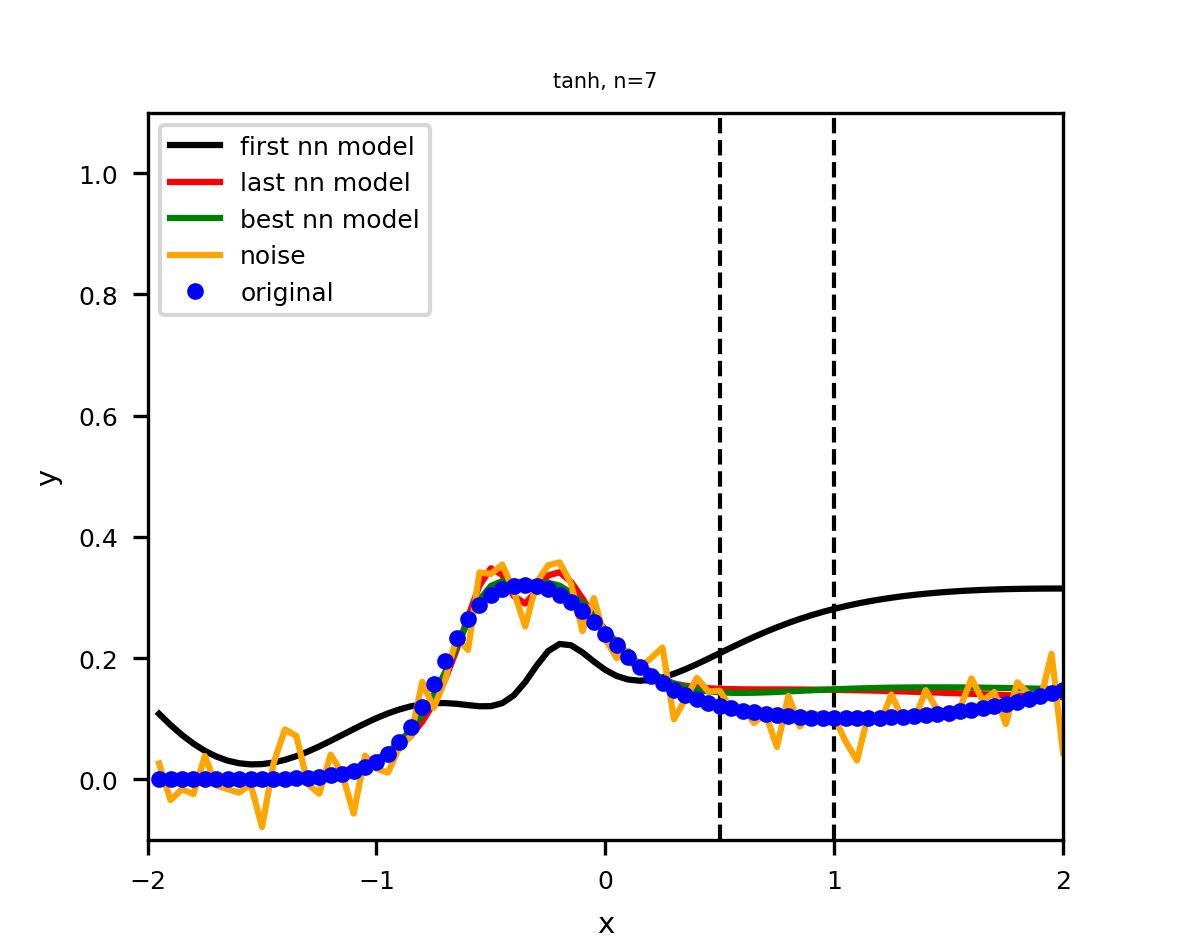 tanh, n=7
first nn model
last nn model
best nn model
noise
original
1.0
0.8
0.6
0.4
0.2
0.0
y
−2
−1
0
1
2
x